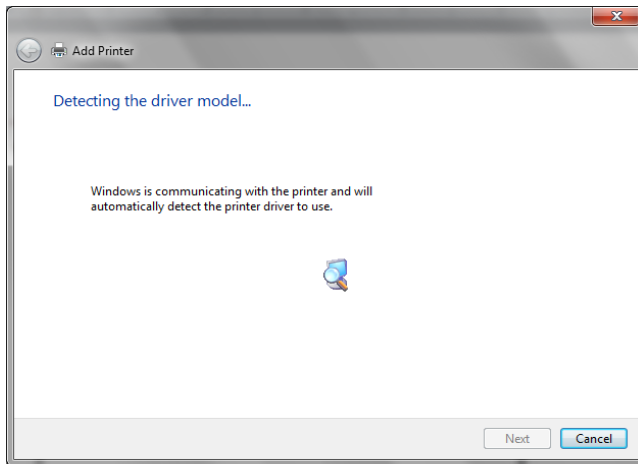 Add Printer
Detecting the driver model...
Windows is communicating with the printer and will
automatically detect the printer driver to use.
Next
Cancel